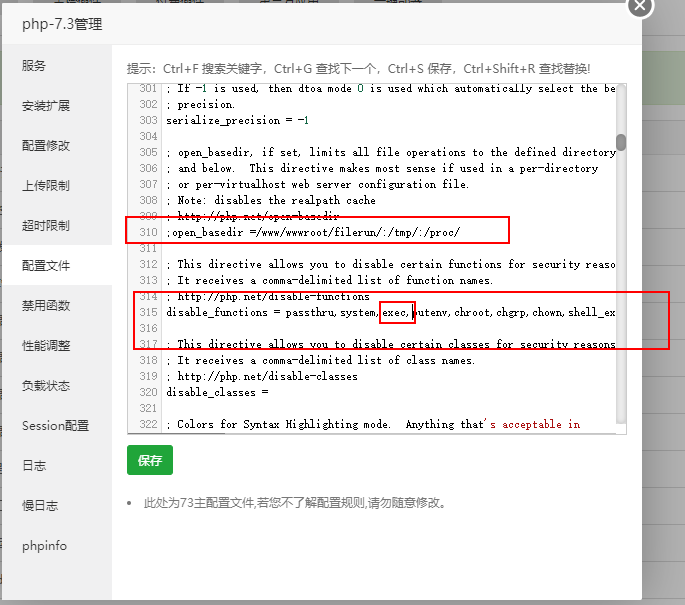 php-7.3管理
服务
安装扩展
配置修改
上传限制
超时限制
配置文件
禁用函数
性能调整
负载状态
Session配置
日志
慢日志
phpinfo
提示：Ctrl+F 搜索关键字，Ctrl+G 查找下一个，Ctrl+S 保存，Ctrl+Shift+R 查找替换!
301 ; If -1 is used, then dtoa mode 0 is used which automatically select the be
302 ; precision.
303 serialize_precision = -1
304
305 ; open_basedir, if set, limits all file operations to the defined directory
306 ; and below.  This directive makes most sense if used in a per-directory
307 ; or per-virtualhost web server configuration file.
308 ; Note: disables the realpath cache
309 ; http://php.net/open-basedir
310 ;open_basedir =/www/wwwroot/filerun/:/tmp/:/proc/
311
312 ; This directive allows you to disable certain functions for security reaso
313 ; It receives a comma-delimited list of function names.
314 ; http://php.net/disable-functions
315 disable_functions = passthru,system,exec,putenv,chroot,chgrp,chown,shell_ex
316
317 ; This directive allows you to disable certain classes for security reasons
318 ; It receives a comma-delimited list of class names.
319 ; http://php.net/disable-classes
320 disable_classes =
321
322 ; Colors for Syntax Highlighting mode.  Anything that's acceptable in
保存
此处为73主配置文件,若您不了解配置规则,请勿随意修改。